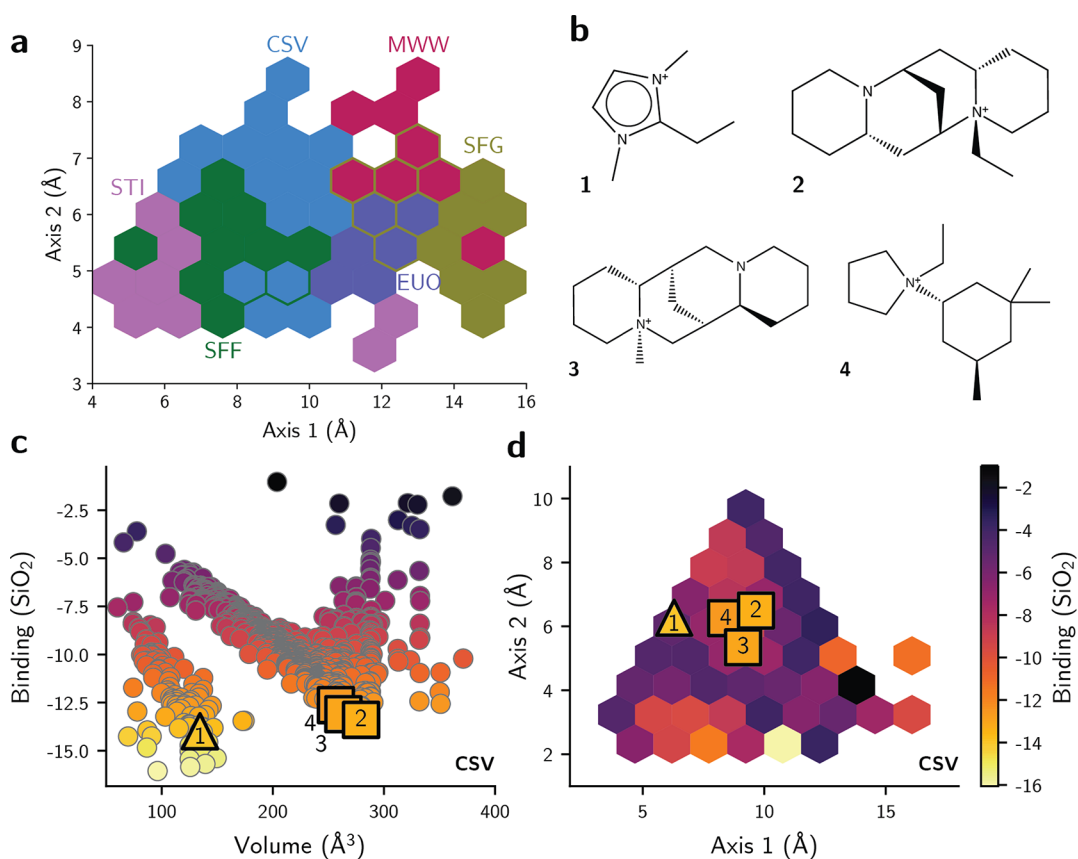 a
CSV
MWW
SFG
STI
EUO
SFF
9
8
7
6
5
4
3
Axis 2 (Å)
4 6 8 10 12 14 16
Axis 1 (Å)
b
N+
N
1
N
N+
2
N
N+
3
N+
4
c
-2.5
-5.0
-7.5
-10.0
-12.5
-15.0
Binding (SiO2)
1
4
3
2
CSV
100 200 300 400
Volume (Å3)
d
10
8
6
4
2
Axis 2 (Å)
1
4
2
3
CSV
5 10 15
Axis 1 (Å)
-2
-4
-6
-8
-10
-12
-14
-16
Binding (SiO2)